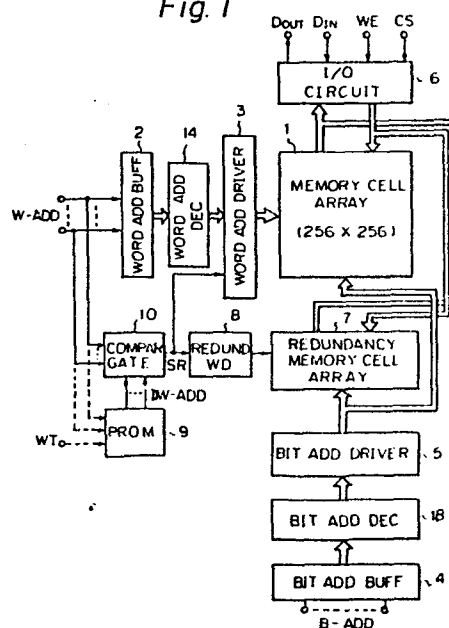 Fig. 1
DOUT DIN WE CS
I/O CIRCUIT
6
2
14
3
1
W-ADD
WORD ADD BUFF
WORD ADD DEC
WORD ADD DRIVER
MEMORY CELL ARRAY
(256 x 256)
10
8
7
COMPAR GATE
SR
REDUND WD
REDUNDANCY MEMORY CELL ARRAY
DW-ADD
WT
PROM
9
BIT ADD DRIVER
5
BIT ADD DEC
18
BIT ADD BUFF
4
B-ADD